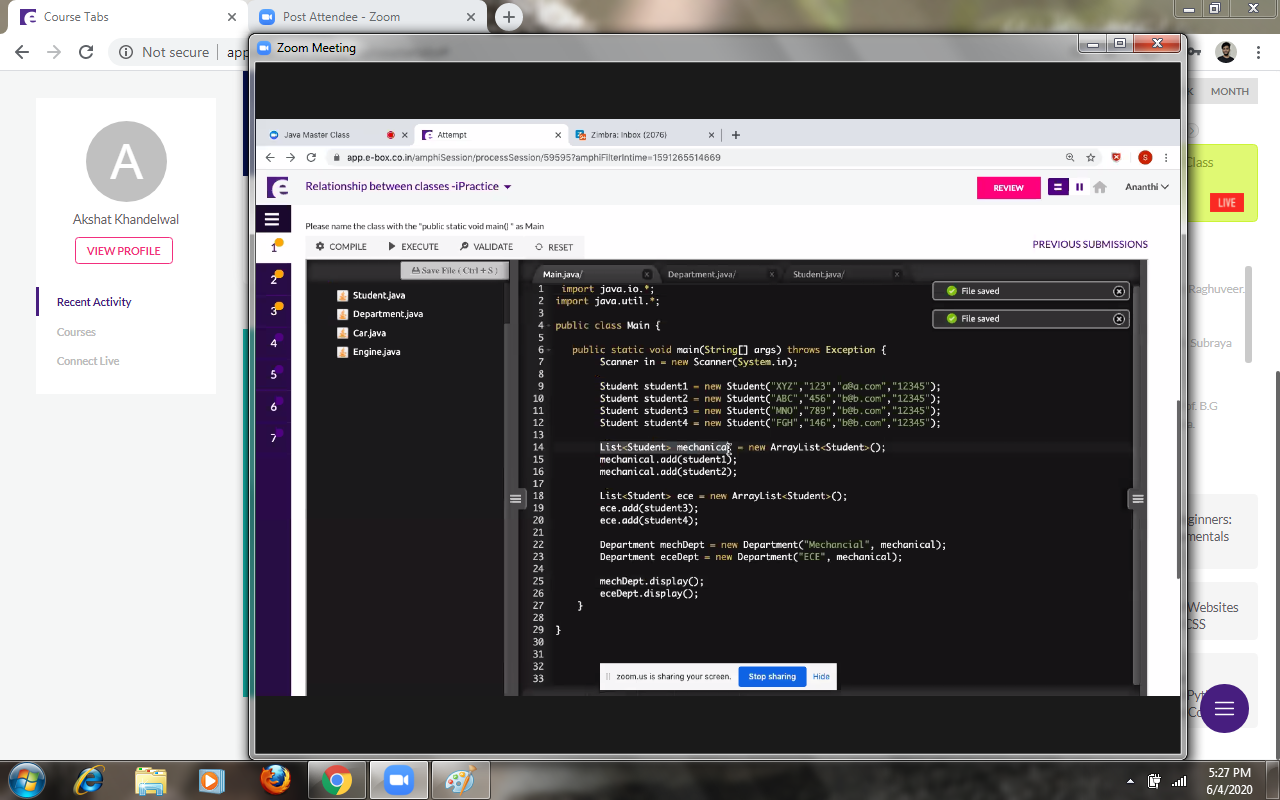 Course Tabs
Post Attendee - Zoom
Not secure
app
Zoom Meeting
MONTH
A
Akshat Khandelwal
VIEW PROFILE
Recent Activity
Courses
Connect Live
Java Master Class
Attempt
Zimbra: Inbox (2076)
app.e-box.co.in/amphiSession/processSession/59595?amphiFilterIntime=1591265514669
S
Relationship between classes -iPractice
REVIEW
Ananthi
Please name the class with the "public static void main() " as Main
COMPILE
EXECUTE
VALIDATE
RESET
PREVIOUS SUBMISSIONS
1
2
3
4
5
6
7
Save File ( Ctrl + S )
Student.java
Department.java
Car.java
Engine.java
Main.java/
Department.java/
Student.java/
File saved
File saved
1 import java.io.*;
2 import java.util.*;
3
4 public class Main {
5
6 public static void main(String[] args) throws Exception {
7 Scanner in = new Scanner(System.in);
8
9 Student student1 = new Student("XYZ","123","a@a.com","12345");
10 Student student2 = new Student("ABC","456","b@b.com","12345");
11 Student student3 = new Student("MNO","789","b@b.com","12345");
12 Student student4 = new Student("FGH","146","b@b.com","12345");
13
14 List<Student> mechanical = new ArrayList<Student>();
15 mechanical.add(student1);
16 mechanical.add(student2);
17
18 List<Student> ece = new ArrayList<Student>();
19 ece.add(student3);
20 ece.add(student4);
21
22 Department mechDept = new Department("Mechancial", mechanical);
23 Department eceDept = new Department("ECE", mechanical);
24
25 mechDept.display();
26 eceDept.display();
27 }
28
29 }
30
31
32
33
zoom.us is sharing your screen.
Stop sharing
Hide
Class
LIVE
Raghuveer.
Subraya
B.G
Websites
5:27 PM
6/4/2020